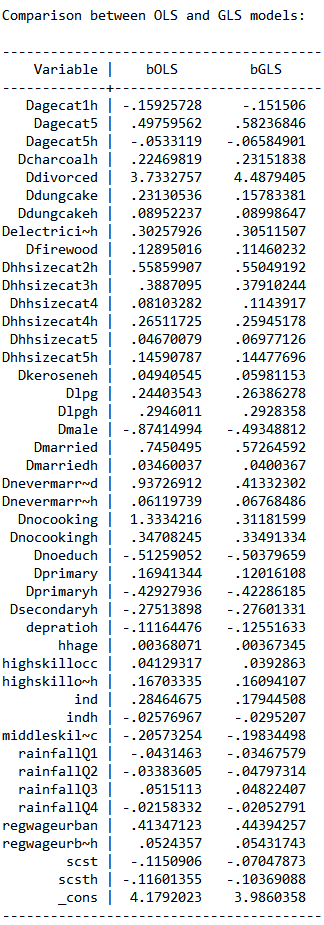 Comparison between OLS and GLS models:
----------------------------------------
Variable | bOLS bGLS
-------------+--------------------------
Dagecat1h | -.15925728 -.151506
Dagecat5 | .49759562 .58236846
Dagecat5h | -.0533119 -.06584901
Dcharcoalh | .22469819 .23151838
Ddivorced | 3.7332757 4.4879405
Ddungcake | .23130536 .15783381
Ddungcakeh | .08952237 .08998647
Delectrici~h | .30257926 .30511507
Dfirewood | .12895016 .11460232
Dhhsizecat2h | .55859907 .55049192
Dhhsizecat3h | .3887095 .37910244
Dhhsizecat4 | .08103282 .1143917
Dhhsizecat4h | .26511725 .25945178
Dhhsizecat5 | .04670079 .06977126
Dhhsizecat5h | .14590787 .14477696
Dkeroseneh | .04940545 .05981153
Dlpg | .24403543 .26386278
Dlpgh | .2946011 .2928358
Dmale | -.87414994 -.49348812
Dmarried | .7450495 .57264592
Dmarriedh | .03460037 .0400367
Dnevermarr~d | .93726912 .41332302
Dnevermarr~h | .06119739 .06768486
Dnocooking | 1.3334216 .31181599
Dnocookingh | .34708245 .33491334
Dnoeduch | -.51259052 -.50379659
Dprimary | .16941344 .12016108
Dprimaryh | -.42927936 -.42286185
Dsecondaryh | -.27513898 -.27601331
depratioh | -.11164476 -.12551633
hhage | .00368071 .00367345
highskillocc | .04129317 .0392863
highskillo~h | .16703335 .16094107
ind | .28464675 .17944508
indh | -.02576967 -.0295207
middleskil~c | -.20573254 -.19834498
rainfallQ1 | -.0431463 -.03467579
rainfallQ2 | -.03383605 -.04797314
rainfallQ3 | .0515113 .04822407
rainfallQ4 | -.02158332 -.02052791
regwageurban | .41347123 .44394257
regwageurb~h | .0524357 .05431743
scst | -.1150906 -.07047873
scsth | -.11601355 -.10369088
_cons | 4.1792023 3.9860358
----------------------------------------